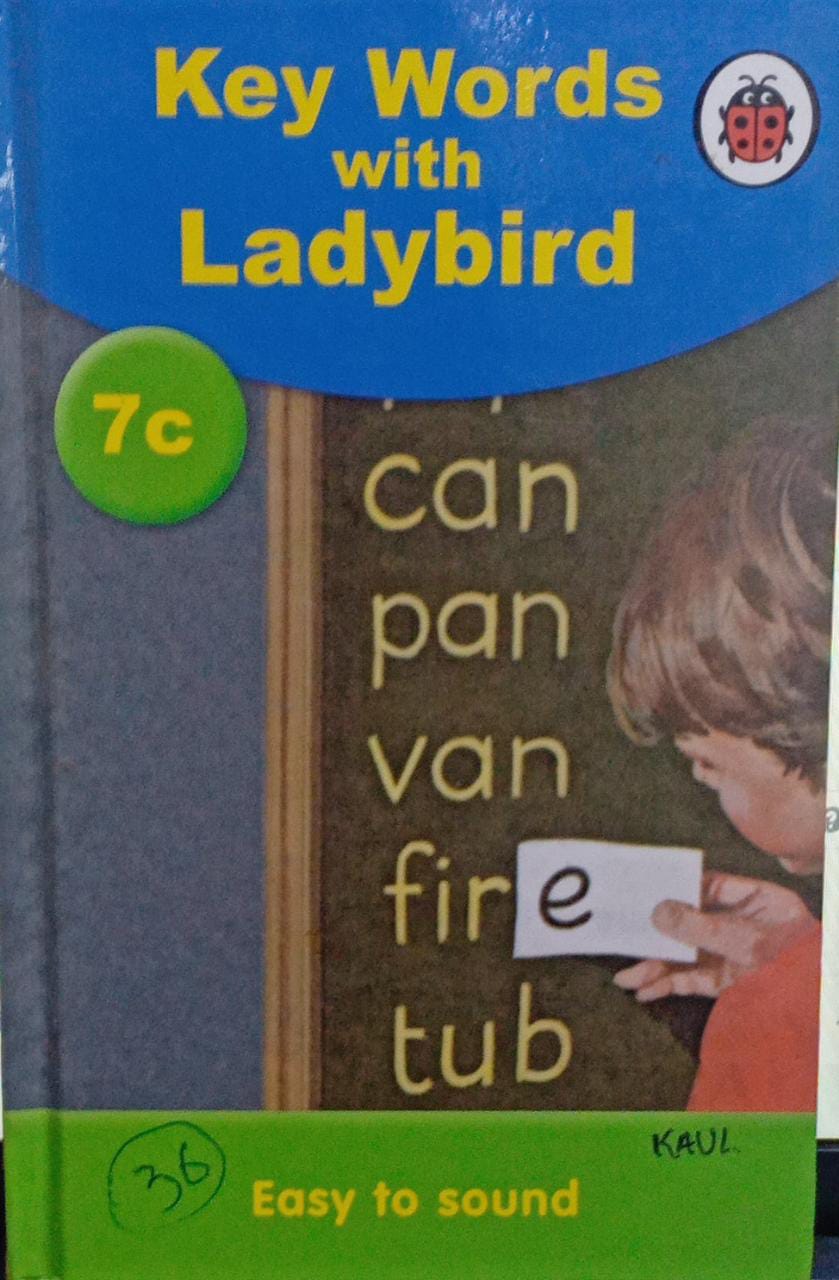 Key Words
with
Ladybird
7c
can
pan
van
fire
tub
KAUL
36
Easy to sound